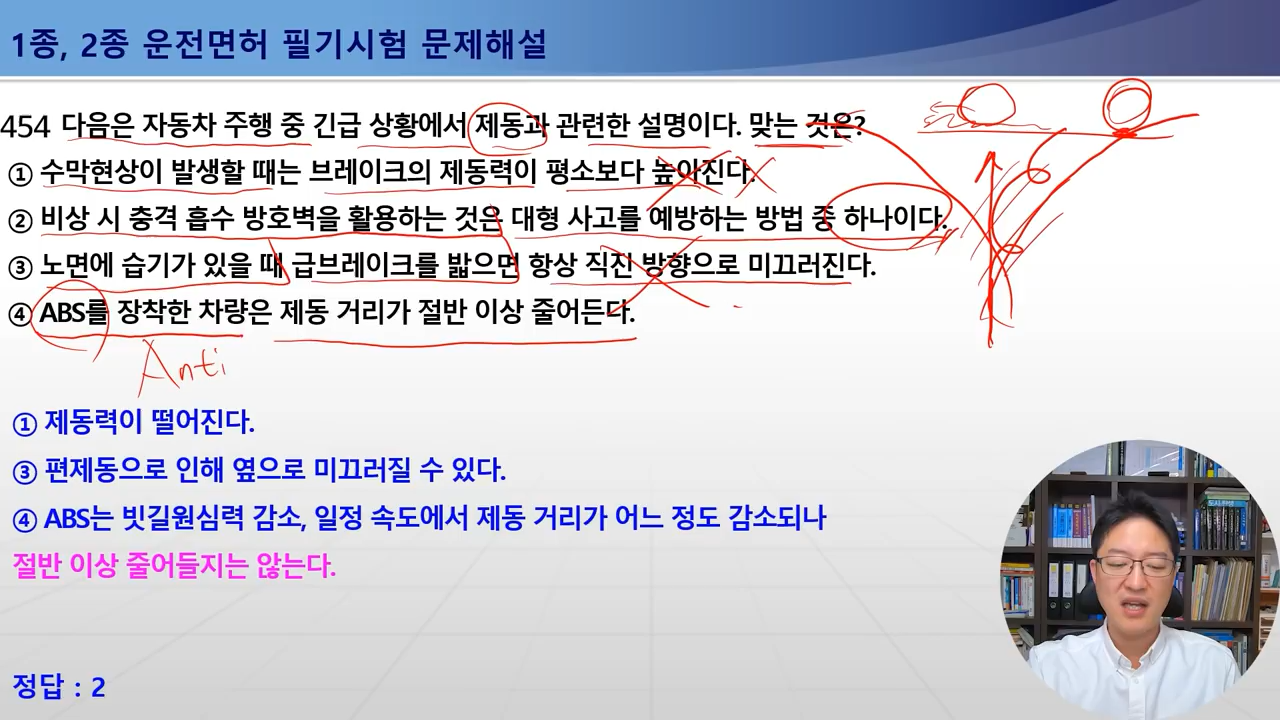 1종, 2종 운전면허 필기시험 문제해설
454 다음은 자동차 주행 중 긴급 상황에서 제동과 관련한 설명이다. 맞는 것은?
① 수막현상이 발생할 때는 브레이크의 제동력이 평소보다 높아진다.
② 비상 시 충격 흡수 방호벽을 활용하는 것은 대형 사고를 예방하는 방법 중 하나이다.
③ 노면에 습기가 있을 때 급브레이크를 밟으면 항상 직진 방향으로 미끄러진다.
④ ABS를 장착한 차량은 제동 거리가 절반 이상 줄어든다.
Anti
① 제동력이 떨어진다.
③ 편제동으로 인해 옆으로 미끄러질 수 있다.
④ ABS는 빗길원심력 감소, 일정 속도에서 제동 거리가 어느 정도 감소되나
절반 이상 줄어들지는 않는다.
정답 : 2